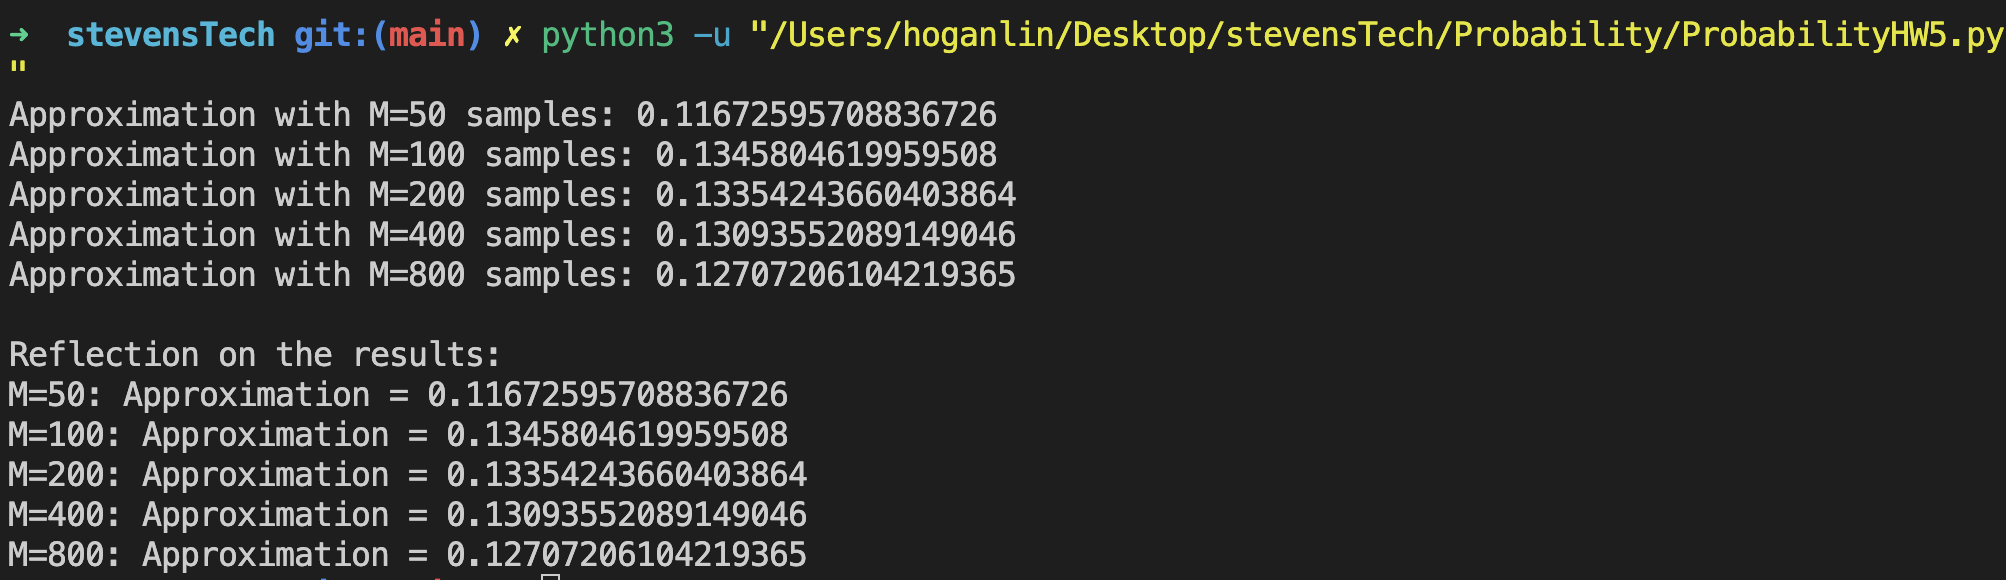 ➜  stevensTech git:(main) ✗ python3 -u "/Users/hoganlin/Desktop/stevensTech/Probability/ProbabilityHW5.py
"
Approximation with M=50 samples: 0.11672595708836726
Approximation with M=100 samples: 0.1345804619959508
Approximation with M=200 samples: 0.13354243660403864
Approximation with M=400 samples: 0.13093552089149046
Approximation with M=800 samples: 0.12707206104219365
Reflection on the results:
M=50: Approximation = 0.11672595708836726
M=100: Approximation = 0.1345804619959508
M=200: Approximation = 0.13354243660403864
M=400: Approximation = 0.13093552089149046
M=800: Approximation = 0.12707206104219365